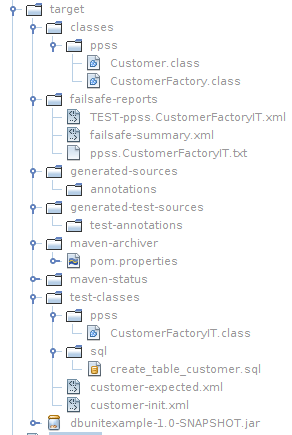 target
classes
ppss
Customer.class
CustomerFactory.class
failsafe-reports
TEST-ppss.CustomerFactoryIT.xml
failsafe-summary.xml
ppss.CustomerFactoryIT.txt
generated-sources
annotations
generated-test-sources
test-annotations
maven-archiver
pom.properties
maven-status
test-classes
ppss
CustomerFactoryIT.class
sql
create_table_customer.sql
customer-expected.xml
customer-init.xml
dbunitexample-1.0-SNAPSHOT.jar